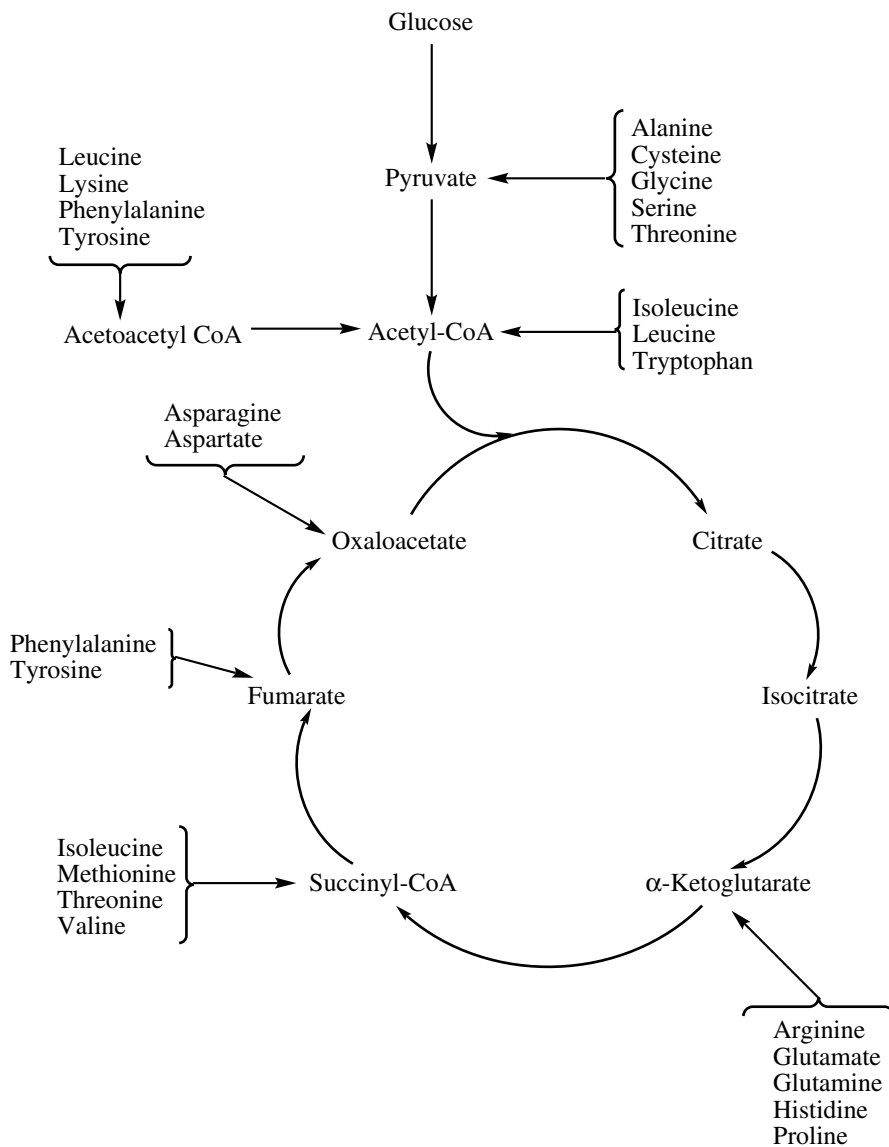 Glucose
Alanine
Cysteine
Glycine
Serine
Threonine
Pyruvate
Leucine
Lysine
Phenylalanine
Tyrosine
Acetoacetyl CoA
Acetyl-CoA
Isoleucine
Leucine
Tryptophan
Asparagine
Aspartate
Oxaloacetate
Citrate
Phenylalanine
Tyrosine
Fumarate
Isocitrate
Isoleucine
Methionine
Threonine
Valine
Succinyl-CoA
α-Ketoglutarate
Arginine
Glutamate
Glutamine
Histidine
Proline